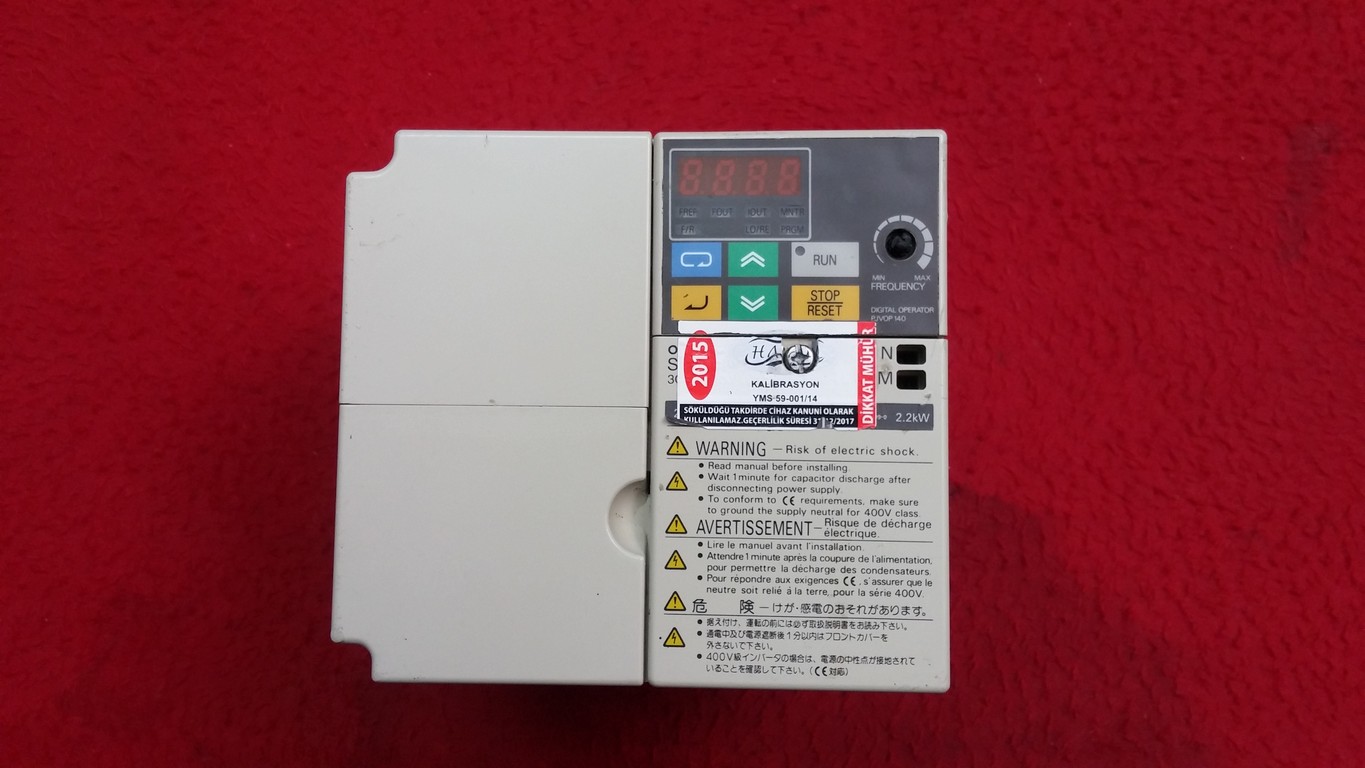 8.8.8.8
FREF FOUT IOUT MNTR
F/R LO/RE PRGM
RUN
STOP
RESET
MIN MAX
FREQUENCY
DIGITAL OPERATOR
PJVOP140
2015
KALİBRASYON
YMS-59-001/14
SÖKÜLDÜĞÜ TAKDİRDE CİHAZ KANUNİ OLARAK
KULLANILAMAZ.GEÇERLİLİK SÜRESİ 31/12/2017
DİKKAT MÜHÜR
N
M
2.2kW
WARNING — Risk of electric shock.
● Read manual before installing.
● Wait 1minute for capacitor discharge after
disconnecting power supply.
● To conform to CE requirements, make sure
to ground the supply neutral for 400V class.
AVERTISSEMENT — Risque de décharge
électrique.
● Lire le manuel avant l'installation.
● Attendre 1 minute après la coupure de l'alimentation,
pour permettre la décharge des condensateurs.
● Pour répondre aux exigences CE, s'assurer que le
neutre soit relié á la terre, pour la série 400V.
危 険 — けが・感電のおそれがあります。
● 据え付け、運転の前には必ず取扱説明書をお読み下さい。
● 通電中及び電源遮断後1分以内はフロントカバーを
外さないで下さい。
● 400V級インバータの場合は、電源の中性点が接地されて
いることを確認して下さい。(CE対応)